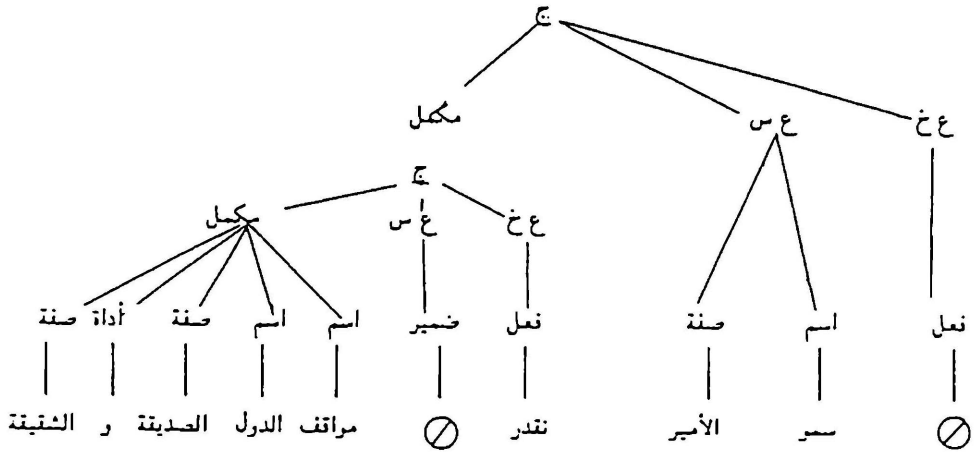 ج
ع خ ع س مكمل
ج
ع خ ع س مكمل
فعل اسم صفة فعل ضمير اسم اسم صفة أداة صفة
∅ سمو الأمير نقدر ∅ مواقف الدول الصديقة و الشقيقة